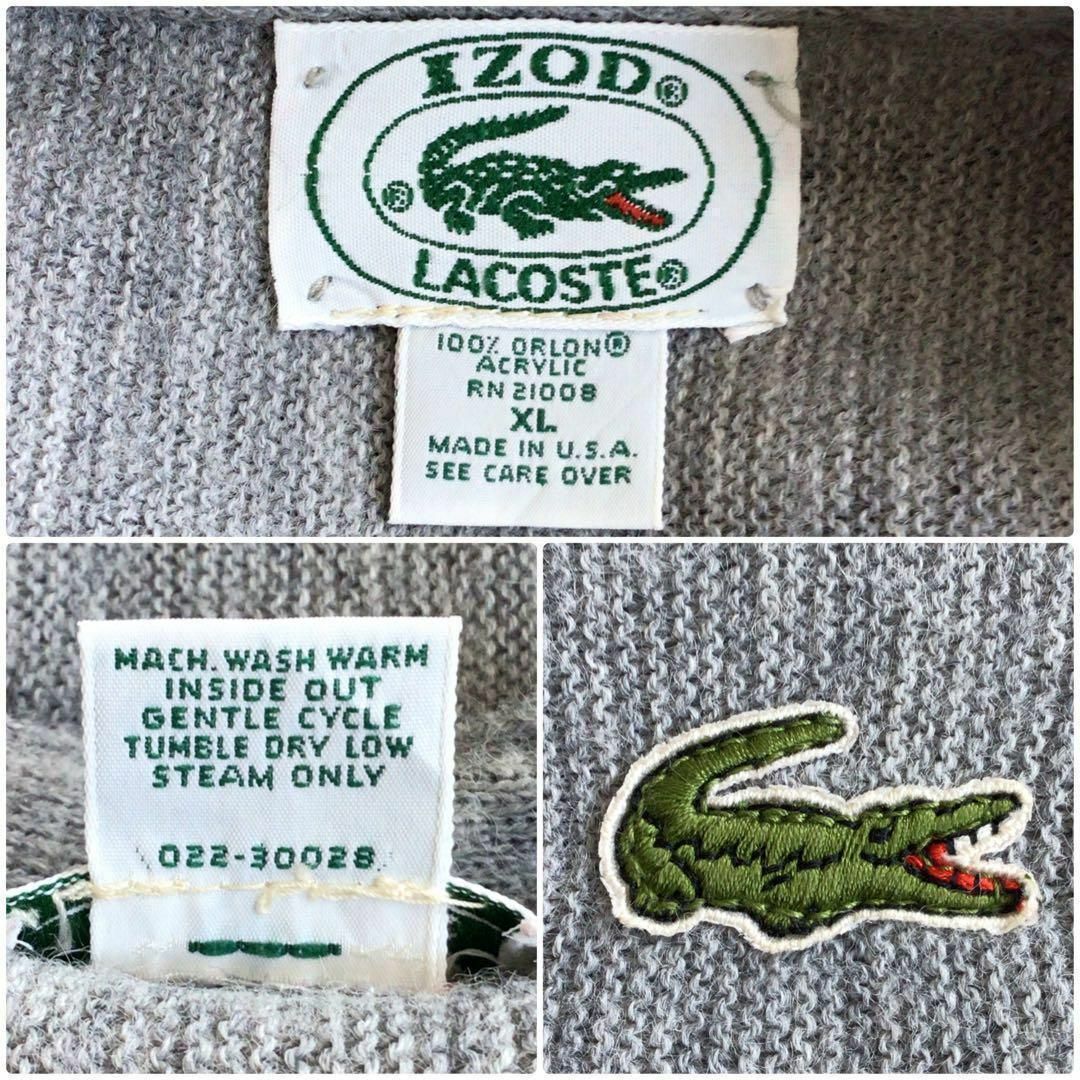 IZOD®
®
LACOSTE®
100% ORLON®
ACRYLIC
RN 21008
XL
MADE IN U.S.A.
SEE CARE OVER
MACH. WASH WARM
INSIDE OUT
GENTLE CYCLE
TUMBLE DRY LOW
STEAM ONLY
022-30028